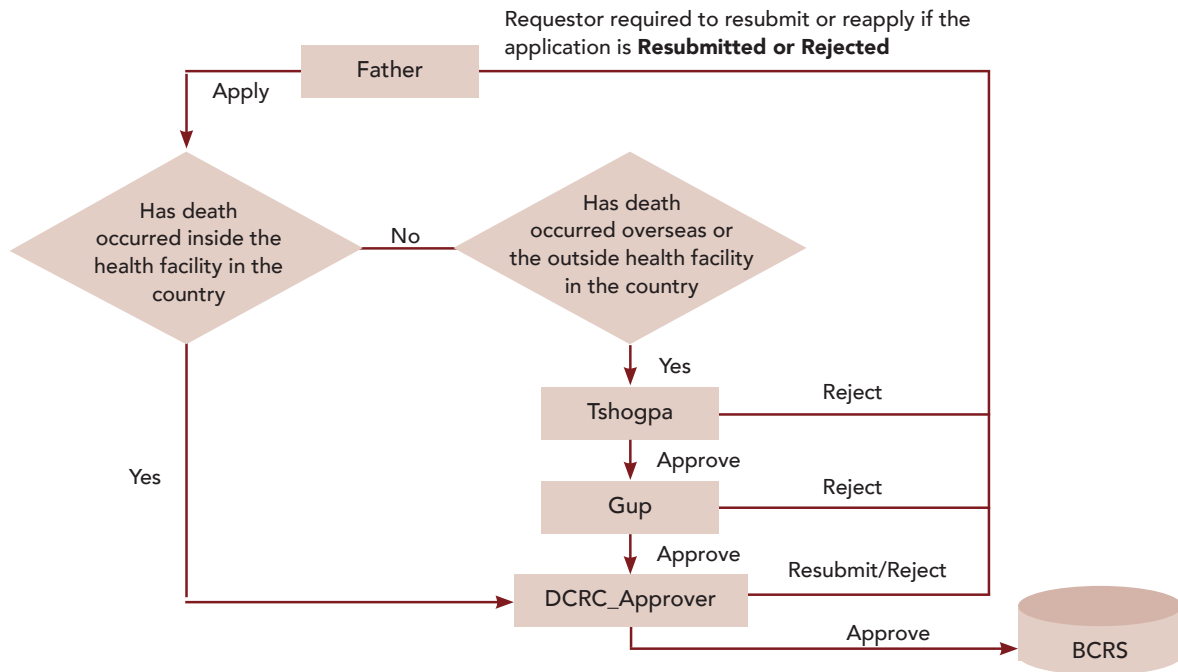 Requestor required to resubmit or reapply if the
application is Resubmitted or Rejected
Father
Apply
Has death
occurred inside the
health facility in the
country
No
Has death
occurred overseas or
the outside health facility
in the country
Yes
Tshogpa
Reject
Yes
Approve
Gup
Reject
Approve
Resubmit/Reject
DCRC_Approver
Approve
BCRS